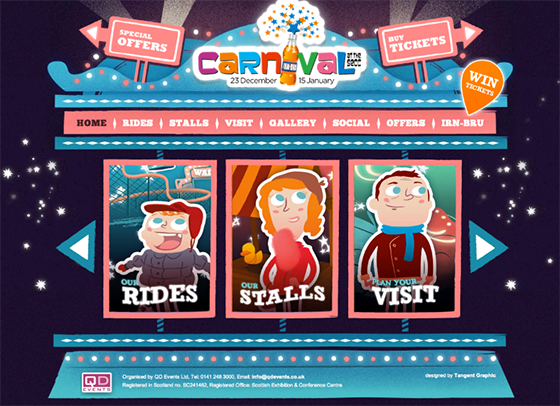 SPECIAL
OFFERS
BUY
TICKETS
CARNIVAL
AT THE
SECC
23 December
15 January
WIN
TICKETS
HOME RIDES STALLS VISIT GALLERY SOCIAL OFFERS IRN-BRU
OUR
RIDES
OUR
STALLS
PLAN YOUR
VISIT
QD
EVENTS
Organised by QD Events Ltd, Tel: 0141 248 3000, Email: info@qdevents.co.uk
Registered in Scotland no. SC241462, Registered Office: Scottish Exhibition & Conference Centre
designed by Tangent Graphic